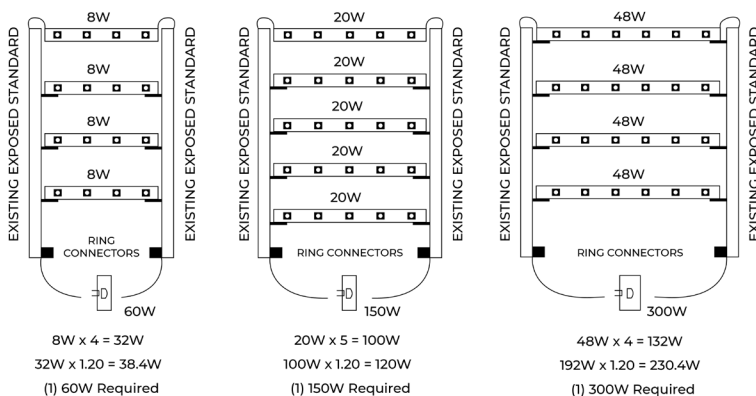 EXISTING EXPOSED STANDARD
8W
8W
8W
8W
RING
CONNECTORS
EXISTING EXPOSED STANDARD
60W
8W x 4 = 32W
32W x 1.20 = 38.4W
(1) 60W Required
EXISTING EXPOSED STANDARD
20W
20W
20W
20W
20W
RING CONNECTORS
EXISTING EXPOSED STANDARD
150W
20W x 5 = 100W
100W x 1.20 = 120W
(1) 150W Required
EXISTING EXPOSED STANDARD
48W
48W
48W
48W
RING CONNECTORS
EXISTING EXPOSED STANDARD
300W
48W x 4 = 132W
192W x 1.20 = 230.4W
(1) 300W Required